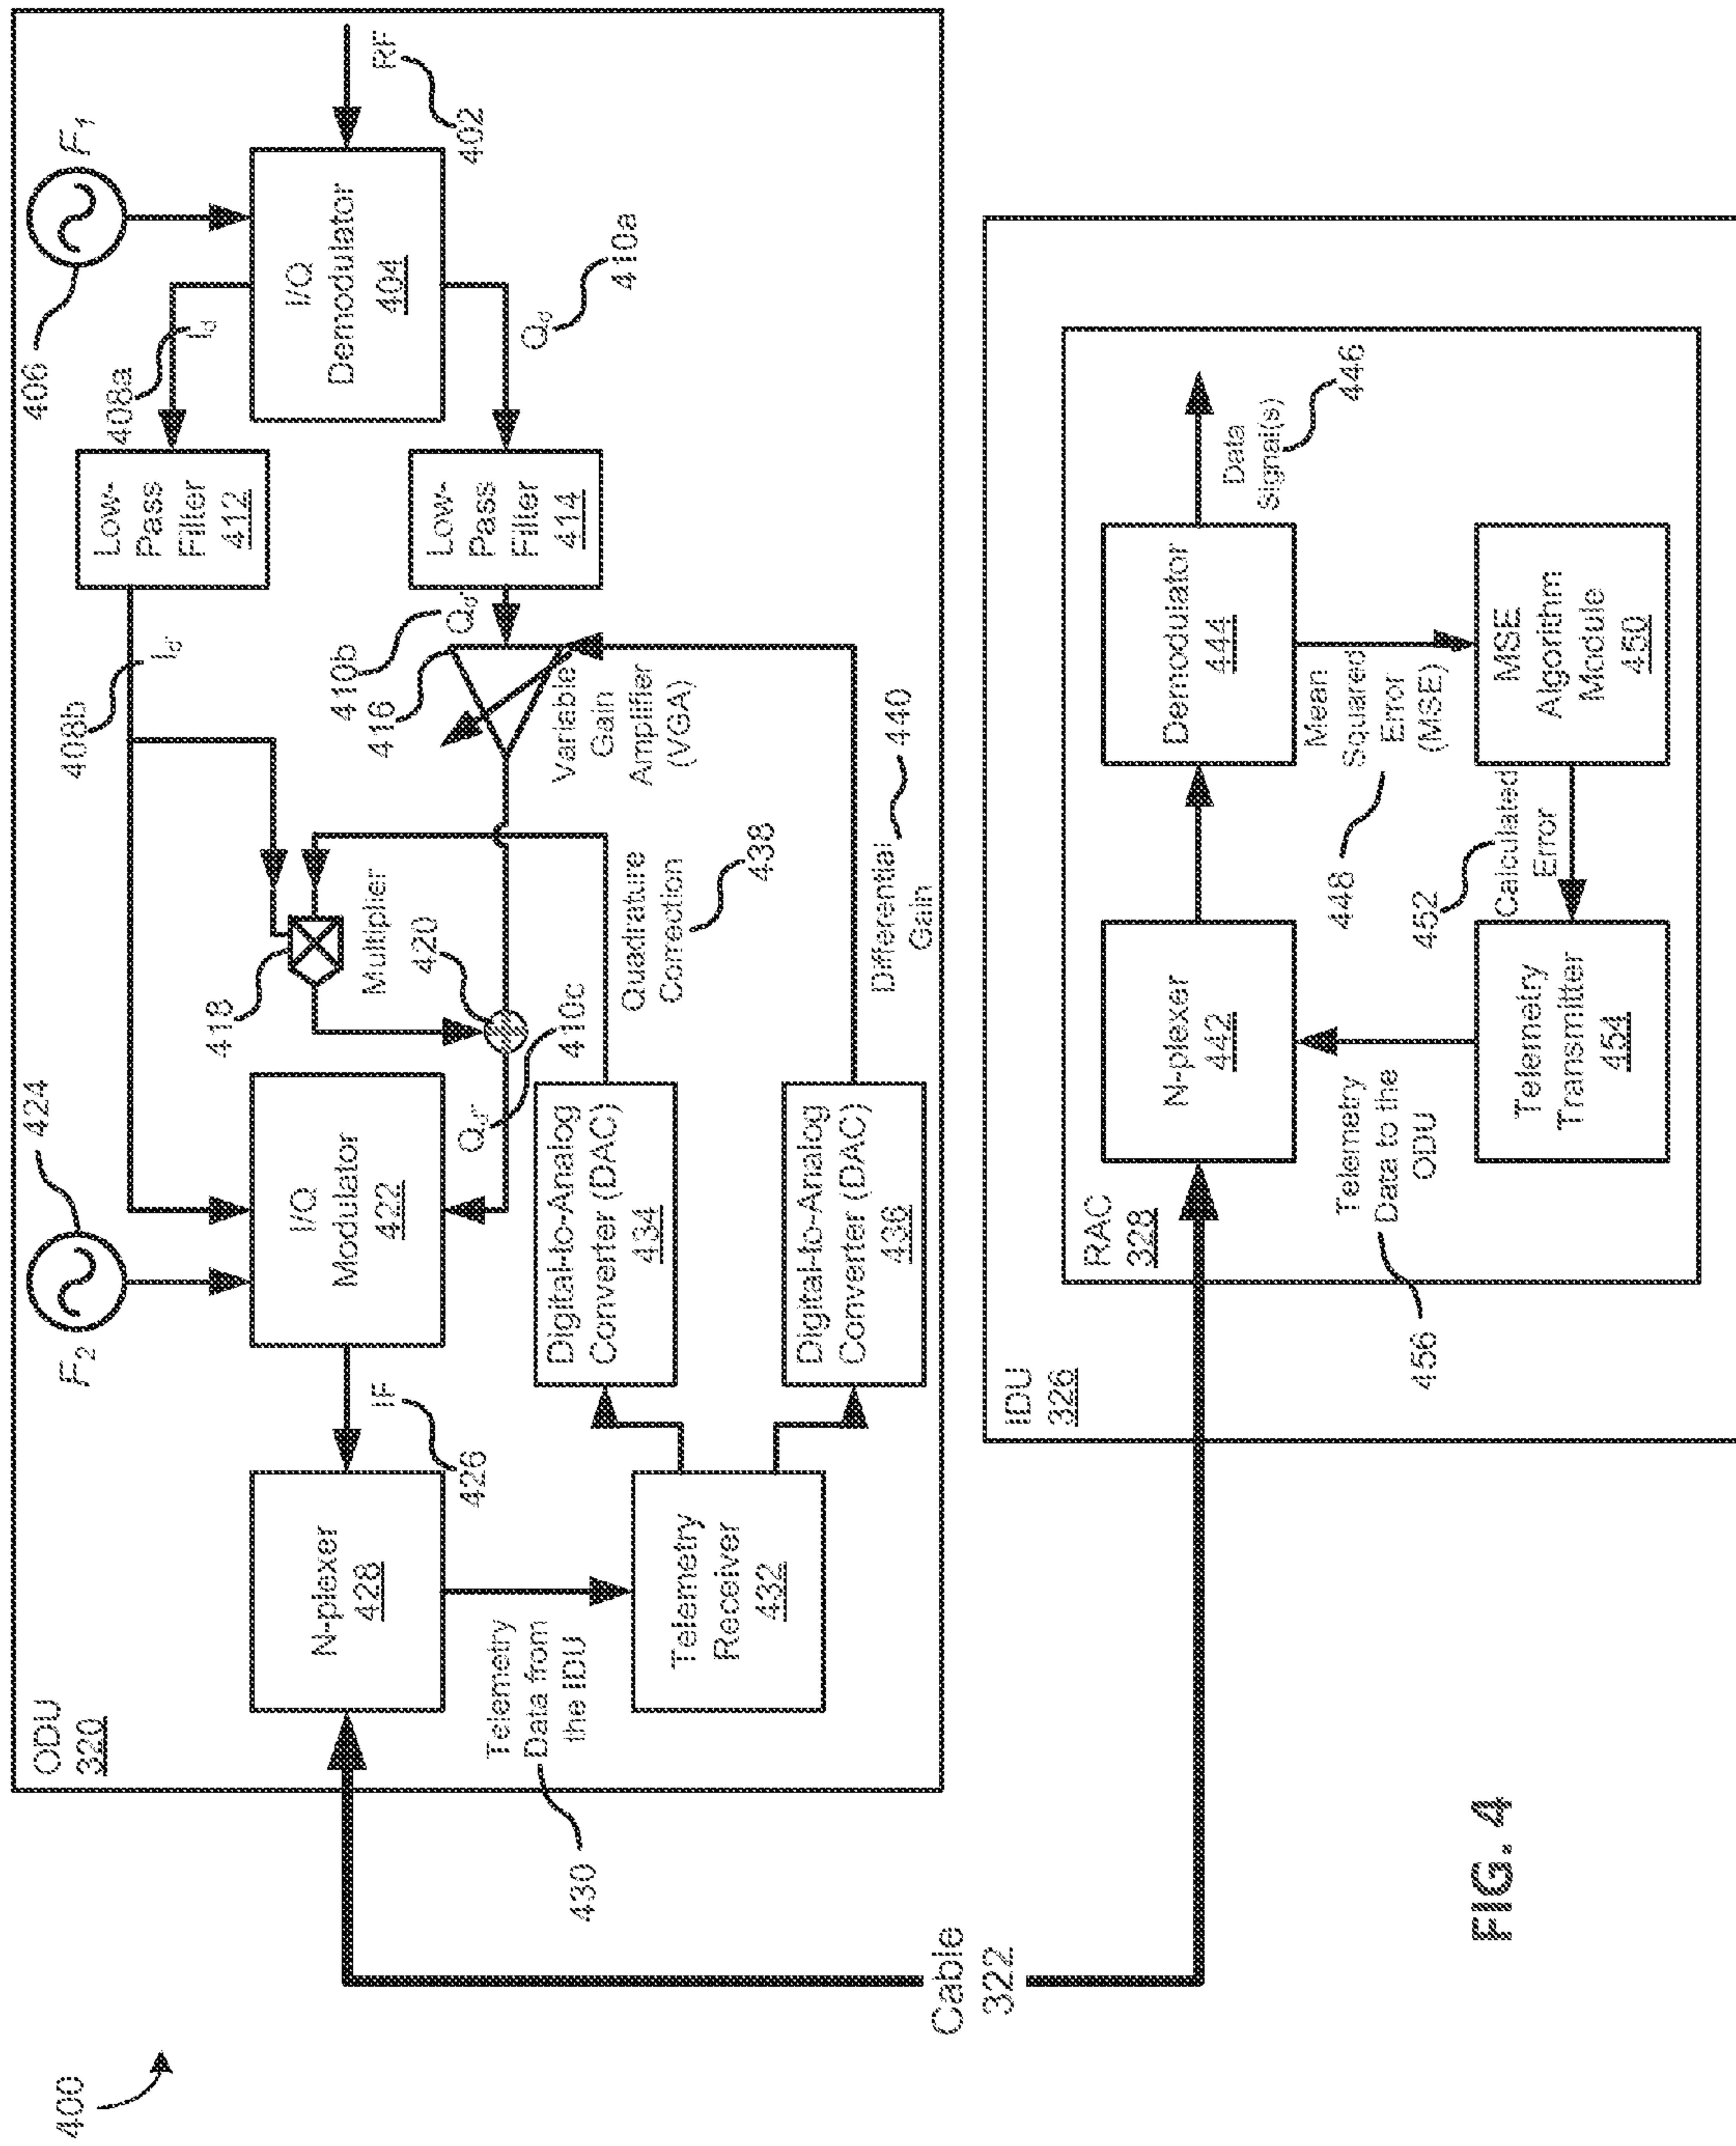 400
ODU
320
F2
424
406
F1
N-plexer
428
I/Q
Modulator
422
418
Multiplier
420
408b
Id'
Low-
Pass
Filter
412
408a
Id
I/Q
Demodulator
404
RF
402
IF
426
Qd''
410c
416
410b
Qd'
Low-
Pass
Filter
414
Qd
410a
Variable
Gain
Amplifier
(VGA)
Telemetry
Data from
the IDU
430
Telemetry
Receiver
432
Digital-to-Analog
Converter (DAC)
434
Digital-to-Analog
Converter (DAC)
436
Quadrature
Correction
438
Differential
Gain
440
Cable
322
IDU
326
RAC
328
N-plexer
442
Demodulator
444
Data
Signal(s)
446
Telemetry
Data to the
ODU
456
448
Mean
Squared
Error
(MSE)
452
Calculated
Error
Telemetry
Transmitter
454
MSE
Algorithm
Module
450
FIG. 4